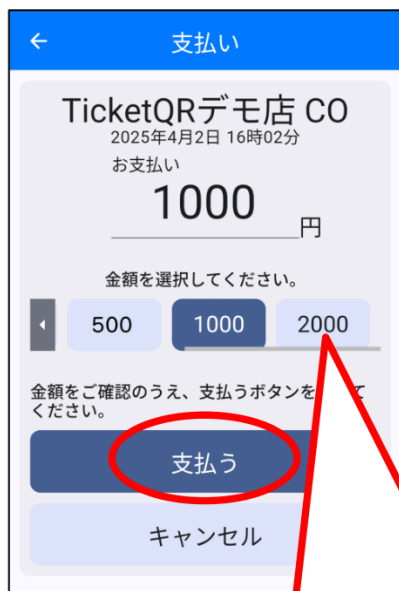 支払い
TicketQRデモ店 CO
2025年4月2日 16時02分
お支払い
1000
円
金額を選択してください。
500 1000 2000
金額をご確認のうえ、支払うボタンを
ください。
支払う
キャンセル